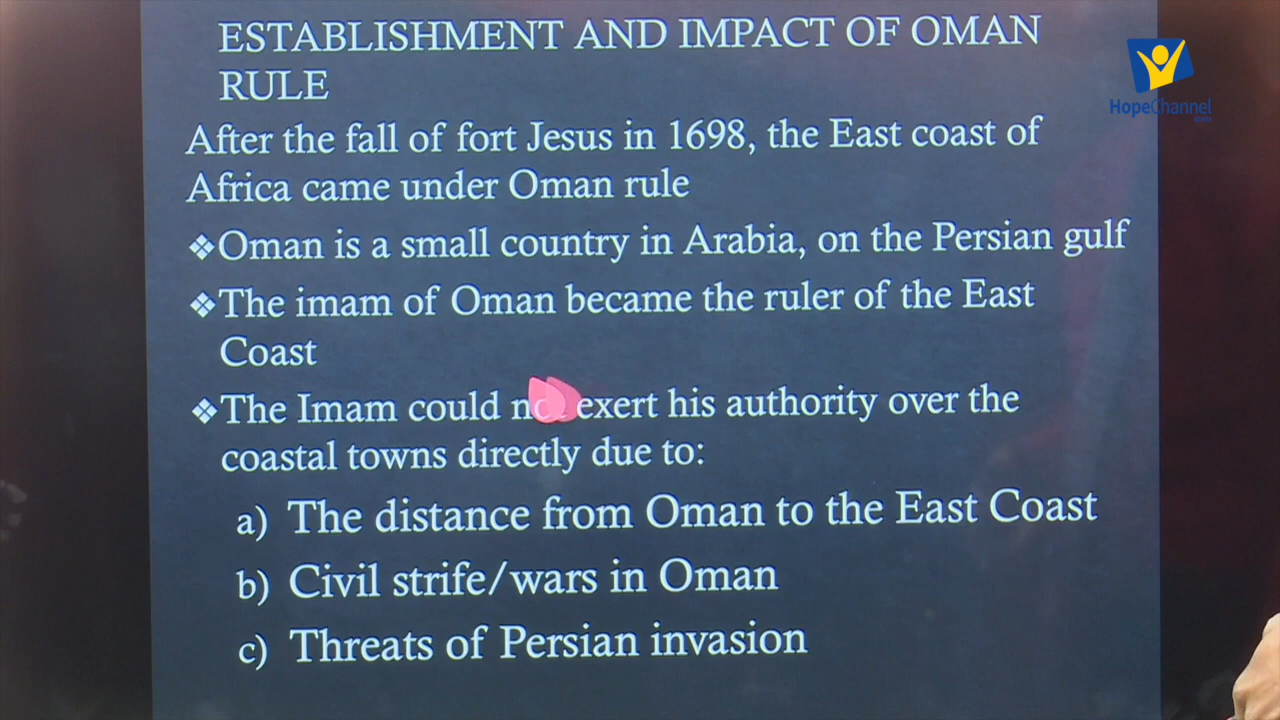 ESTABLISHMENT AND IMPACT OF OMAN
RULE
HopeChannel
After the fall of fort Jesus in 1698, the East coast of
Africa came under Oman rule
❖Oman is a small country in Arabia, on the Persian gulf
❖The imam of Oman became the ruler of the East
Coast
❖The Imam could not exert his authority over the
coastal towns directly due to:
a) The distance from Oman to the East Coast
b) Civil strife/wars in Oman
c) Threats of Persian invasion